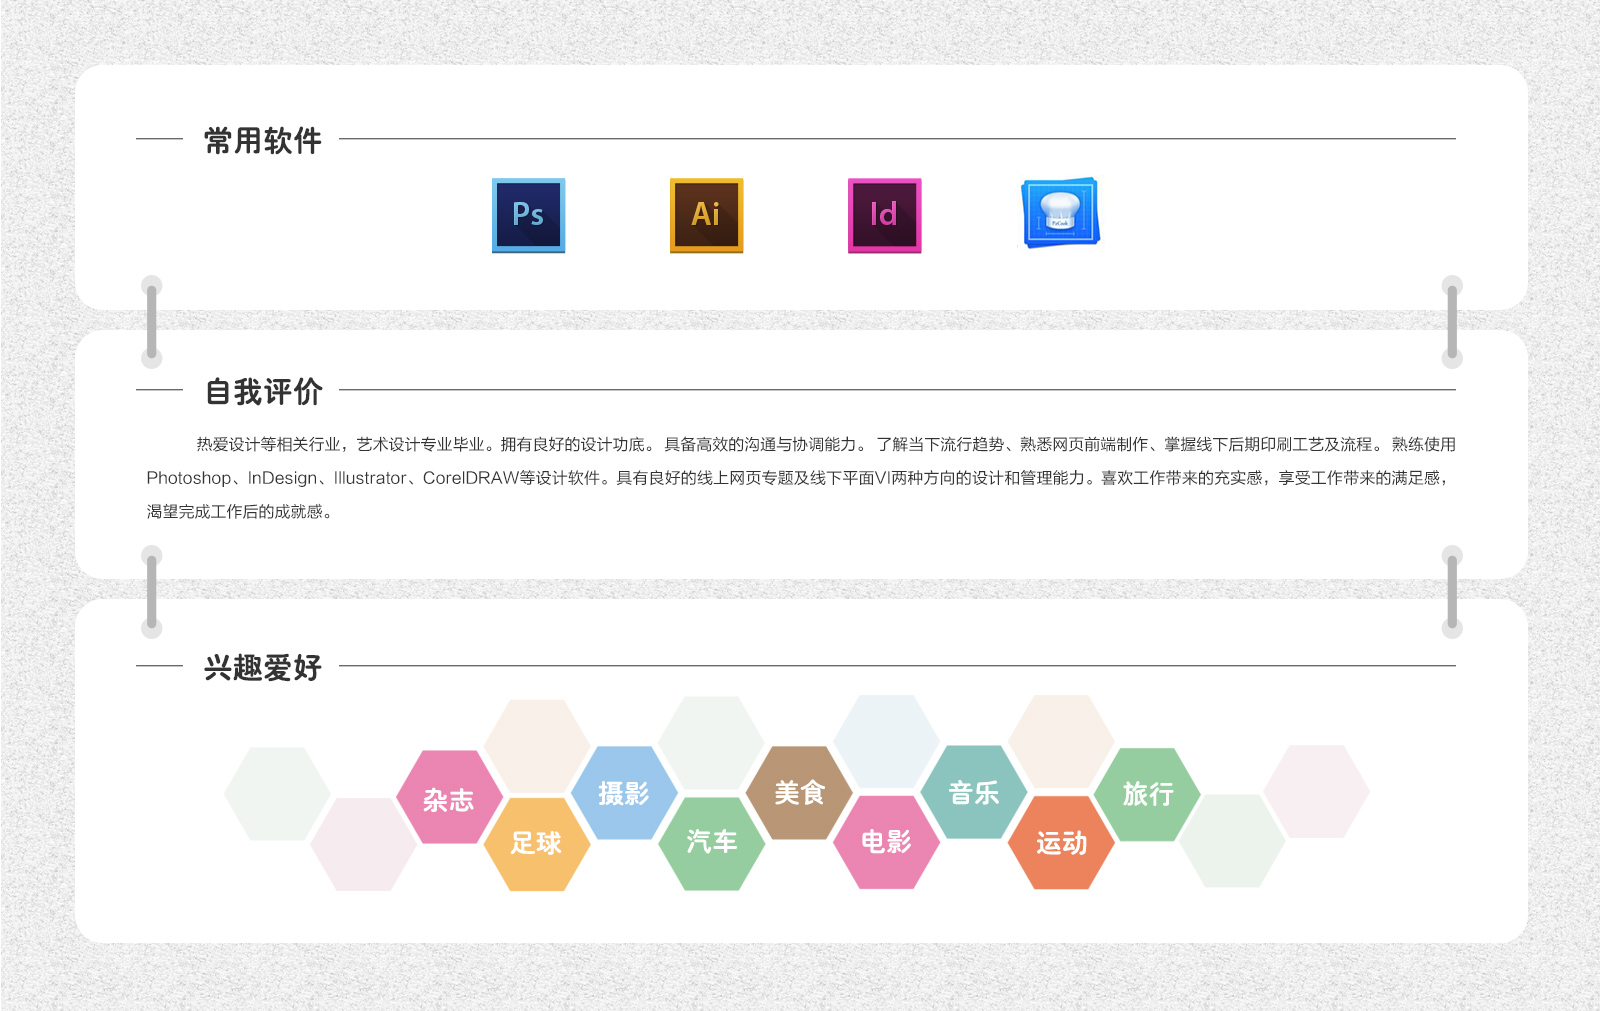 常用软件
Ps
Ai
Id
PxCook
自我评价
热爱设计等相关行业，艺术设计专业毕业。拥有良好的设计功底。 具备高效的沟通与协调能力。 了解当下流行趋势、熟悉网页前端制作、掌握线下后期印刷工艺及流程。 熟练使用
Photoshop、InDesign、Illustrator、CorelDRAW等设计软件。具有良好的线上网页专题及线下平面VI两种方向的设计和管理能力。喜欢工作带来的充实感，享受工作带来的满足感，
渴望完成工作后的成就感。
兴趣爱好
杂志
足球
摄影
汽车
美食
电影
音乐
运动
旅行